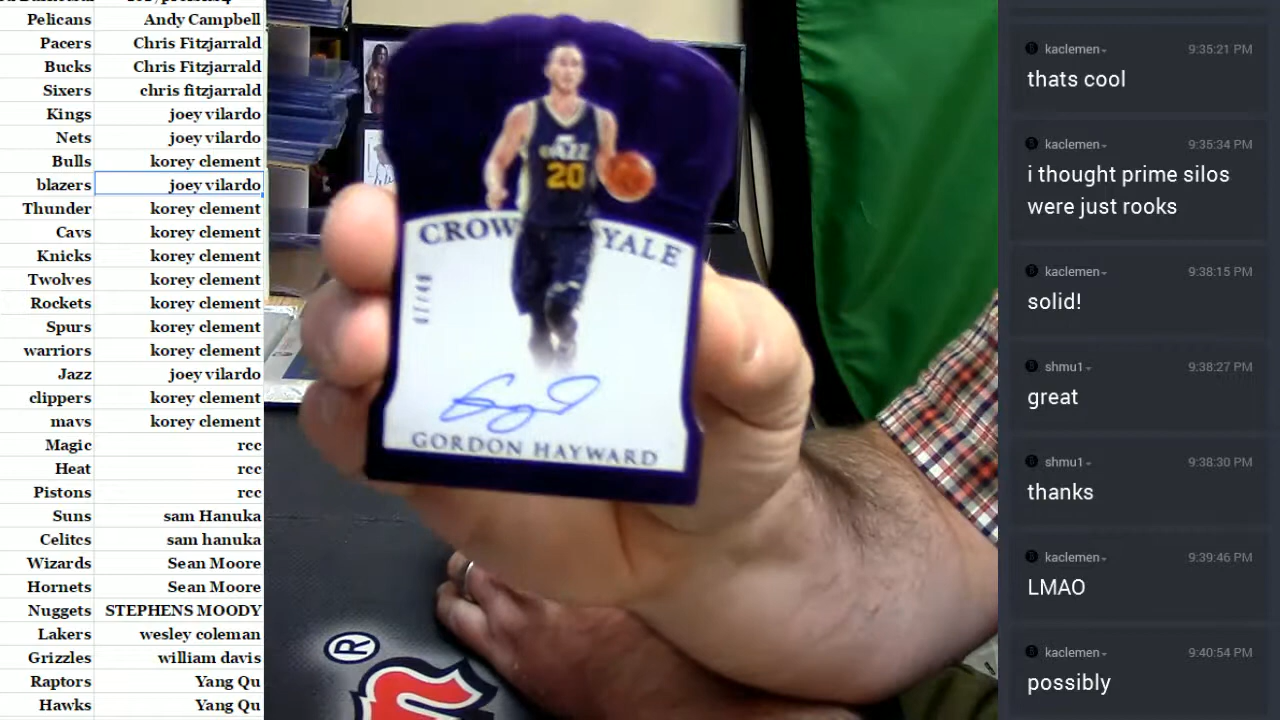 Pelicans Andy Campbell
Pacers Chris Fitzjarrald
Bucks Chris Fitzjarrald
Sixers chris fitzjarrald
Kings joey vilardo
Nets joey vilardo
Bulls korey clement
blazers joey vilardo
Thunder korey clement
Cavs korey clement
Knicks korey clement
Twolves korey clement
Rockets korey clement
Spurs korey clement
warriors korey clement
Jazz joey vilardo
clippers korey clement
mavs korey clement
Magic rcc
Heat rcc
Pistons rcc
Suns sam Hanuka
Celitcs sam hanuka
Wizards Sean Moore
Hornets Sean Moore
Nuggets STEPHENS MOODY
Lakers wesley coleman
Grizzles william davis
Raptors Yang Qu
Hawks Yang Qu
JAZZ
20
CROW YALE
GORDON HAYWARD
®
kaclemen 9:35:21 PM
thats cool
kaclemen 9:35:34 PM
i thought prime silos
were just rooks
kaclemen 9:38:15 PM
solid!
shmu1 9:38:27 PM
great
shmu1 9:38:30 PM
thanks
kaclemen 9:39:46 PM
LMAO
kaclemen 9:40:54 PM
possibly